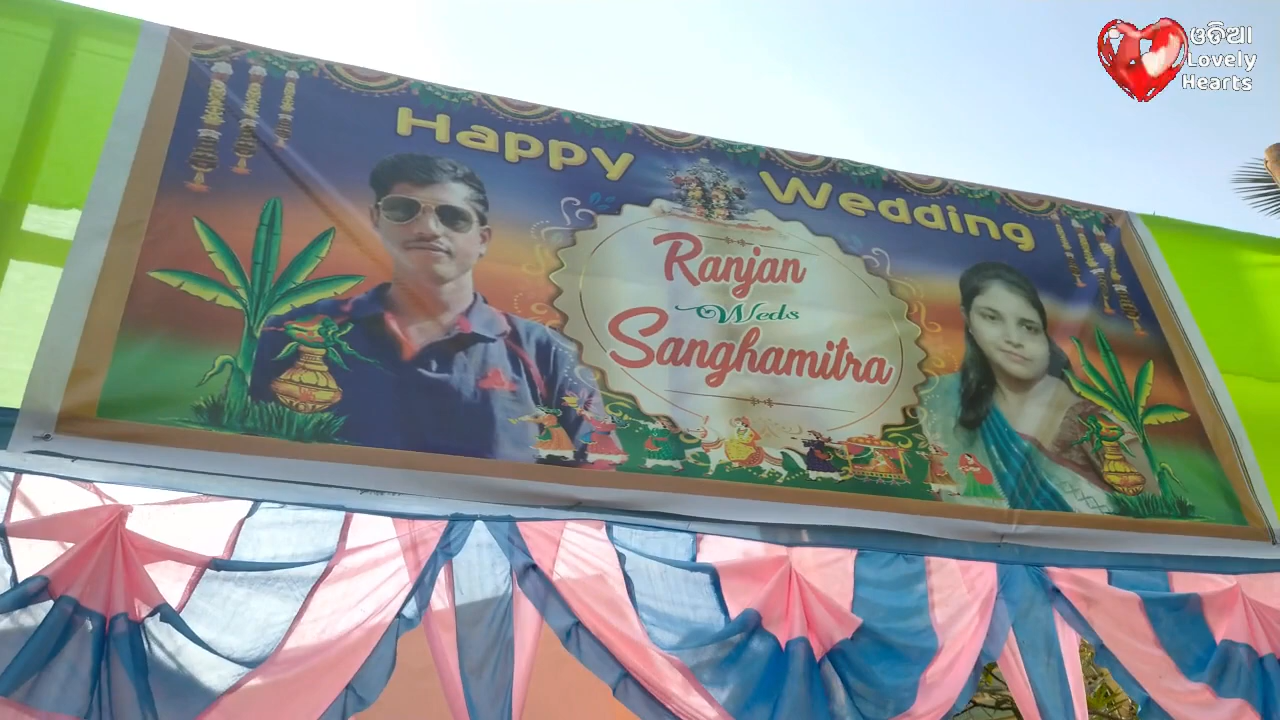 Happy Wedding
Ranjan
Weds
Sanghamitra
ଓଡିଆ
Lovely
Hearts